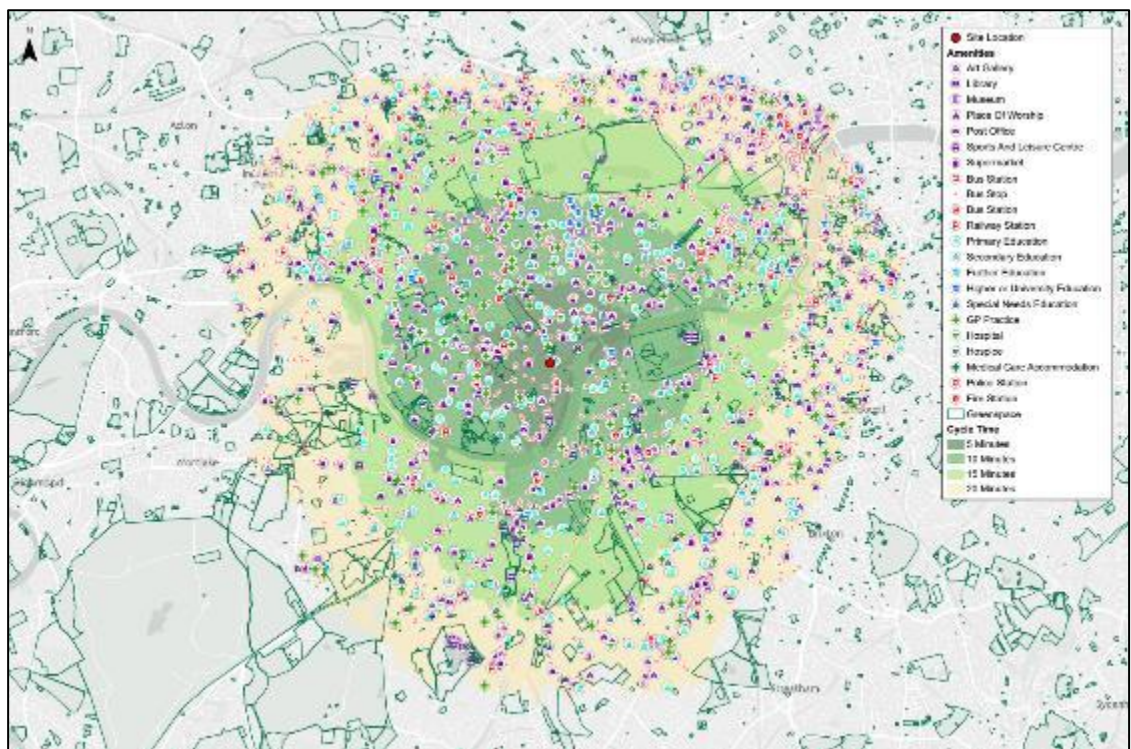 N
Acton
Site Location
Amenities
Art Gallery
Library
Museum
Place Of Worship
Post Office
Sports And Leisure Centre
Supermarket
Bus Station
Bus Stop
Bus Station
Railway Station
Primary Education
Secondary Education
Further Education
Higher or University Education
Special Needs Education
GP Practice
Hospital
Hospice
Medical Care Accommodation
Police Station
Fire Station
Greenspace
Cycle Time
5 Minutes
10 Minutes
15 Minutes
20 Minutes
Mortlake
Brixton
Streatham